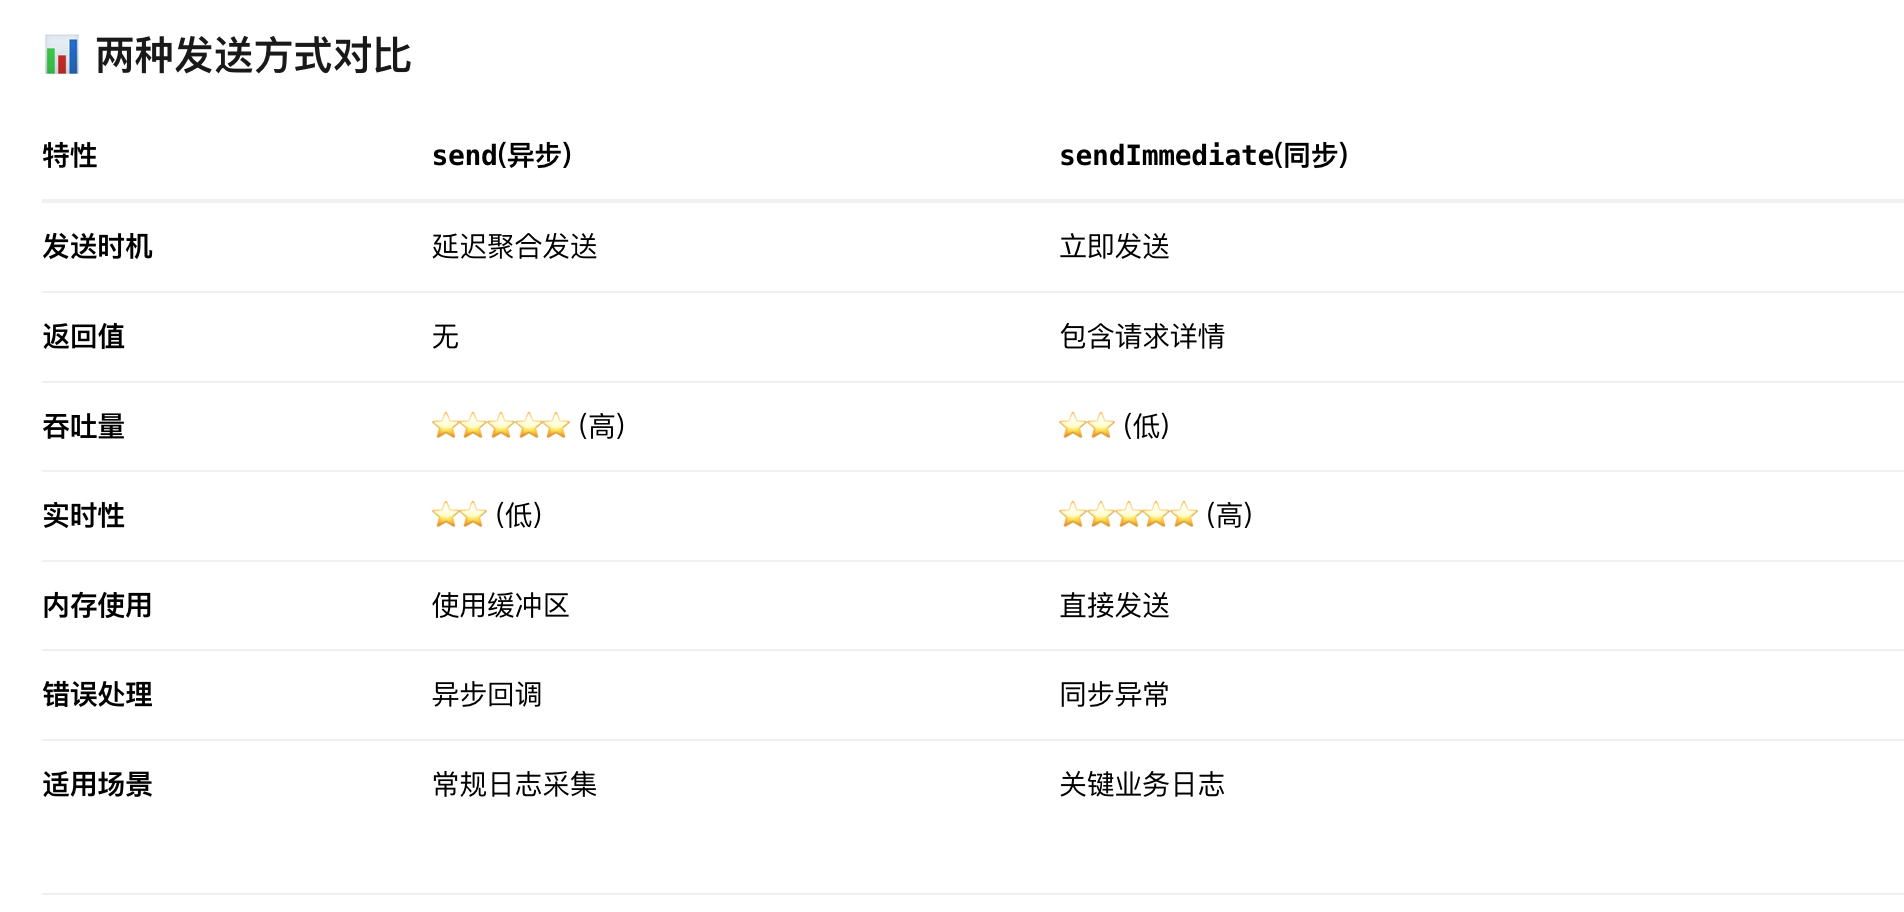 📊 两种发送方式对比
特性 send(异步) sendImmediate(同步)
发送时机 延迟聚合发送 立即发送
返回值 无 包含请求详情
吞吐量 ⭐⭐⭐⭐⭐ (高) ⭐⭐ (低)
实时性 ⭐⭐ (低) ⭐⭐⭐⭐⭐ (高)
内存使用 使用缓冲区 直接发送
错误处理 异步回调 同步异常
适用场景 常规日志采集 关键业务日志